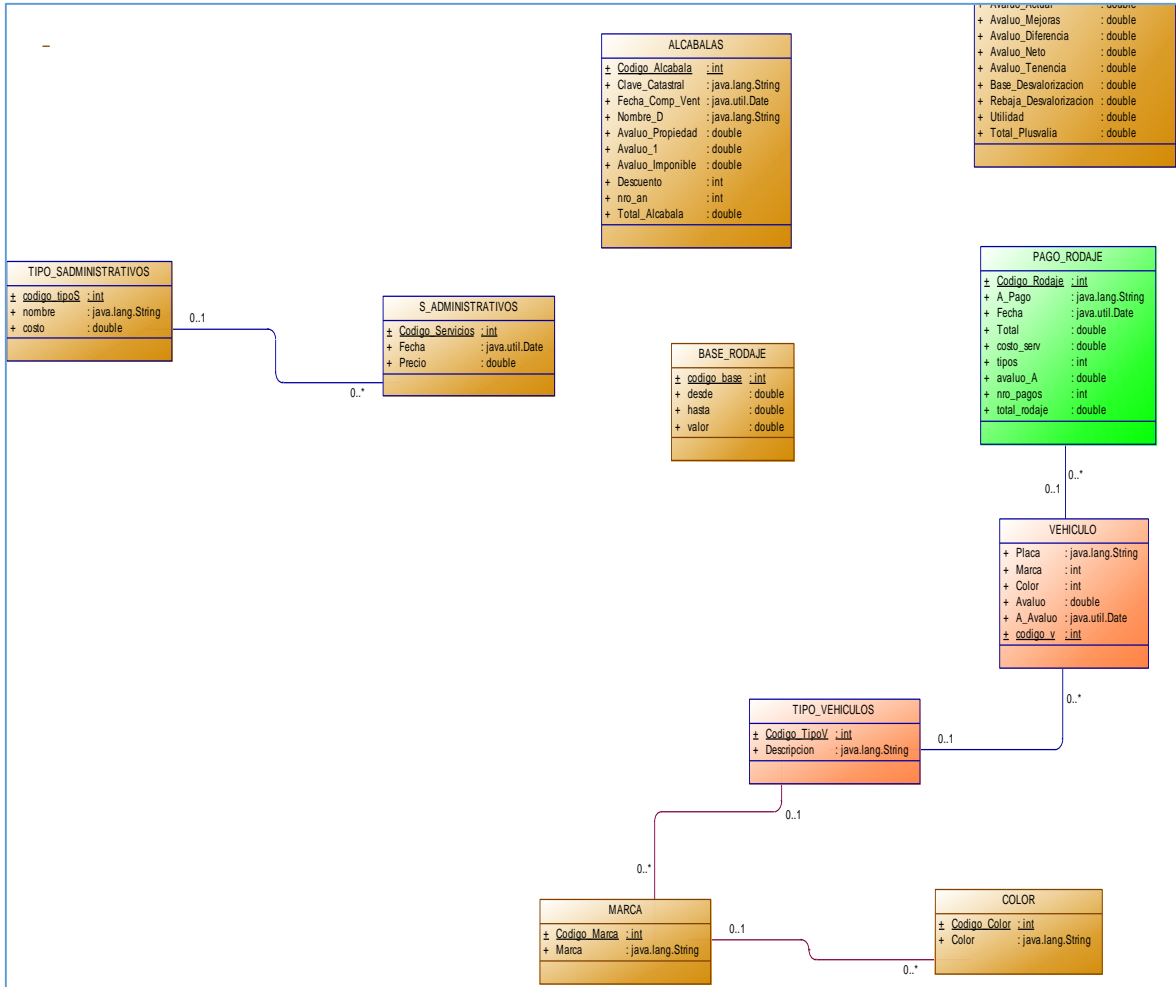 ALCABALAS
+ Codigo_Alcabala : int
+ Clave_Catastral : java.lang.String
+ Fecha_Comp_Vent : java.util.Date
+ Nombre_D : java.lang.String
+ Avaluo_Propiedad : double
+ Avaluo_1 : double
+ Avaluo_Imponible : double
+ Descuento : int
+ nro_an : int
+ Total_Alcabala : double
+ Avaluo_Actual : double
+ Avaluo_Mejoras : double
+ Avaluo_Diferencia : double
+ Avaluo_Neto : double
+ Avaluo_Tenencia : double
+ Base_Desvalorizacion : double
+ Rebaja_Desvalorizacion : double
+ Utilidad : double
+ Total_Plusvalia : double
TIPO_SADMINISTRATIVOS
+ codigo_tipoS : int
+ nombre : java.lang.String
+ costo : double
0..1
0..*
S_ADMINISTRATIVOS
+ Codigo_Servicios : int
+ Fecha : java.util.Date
+ Precio : double
BASE_RODAJE
+ codigo_base : int
+ desde : double
+ hasta : double
+ valor : double
PAGO_RODAJE
+ Codigo_Rodaje : int
+ A_Pago : java.lang.String
+ Fecha : java.util.Date
+ Total : double
+ costo_serv : double
+ tipos : int
+ avaluo_A : double
+ nro_pagos : int
+ total_rodaje : double
0..*
0..1
VEHICULO
+ Placa : java.lang.String
+ Marca : int
+ Color : int
+ Avaluo : double
+ A_Avaluo : java.util.Date
+ codigo_v : int
0..*
0..1
TIPO_VEHICULOS
+ Codigo_TipoV : int
+ Descripcion : java.lang.String
0..1
0..*
MARCA
+ Codigo_Marca : int
+ Marca : java.lang.String
0..1
0..*
COLOR
+ Codigo_Color : int
+ Color : java.lang.String